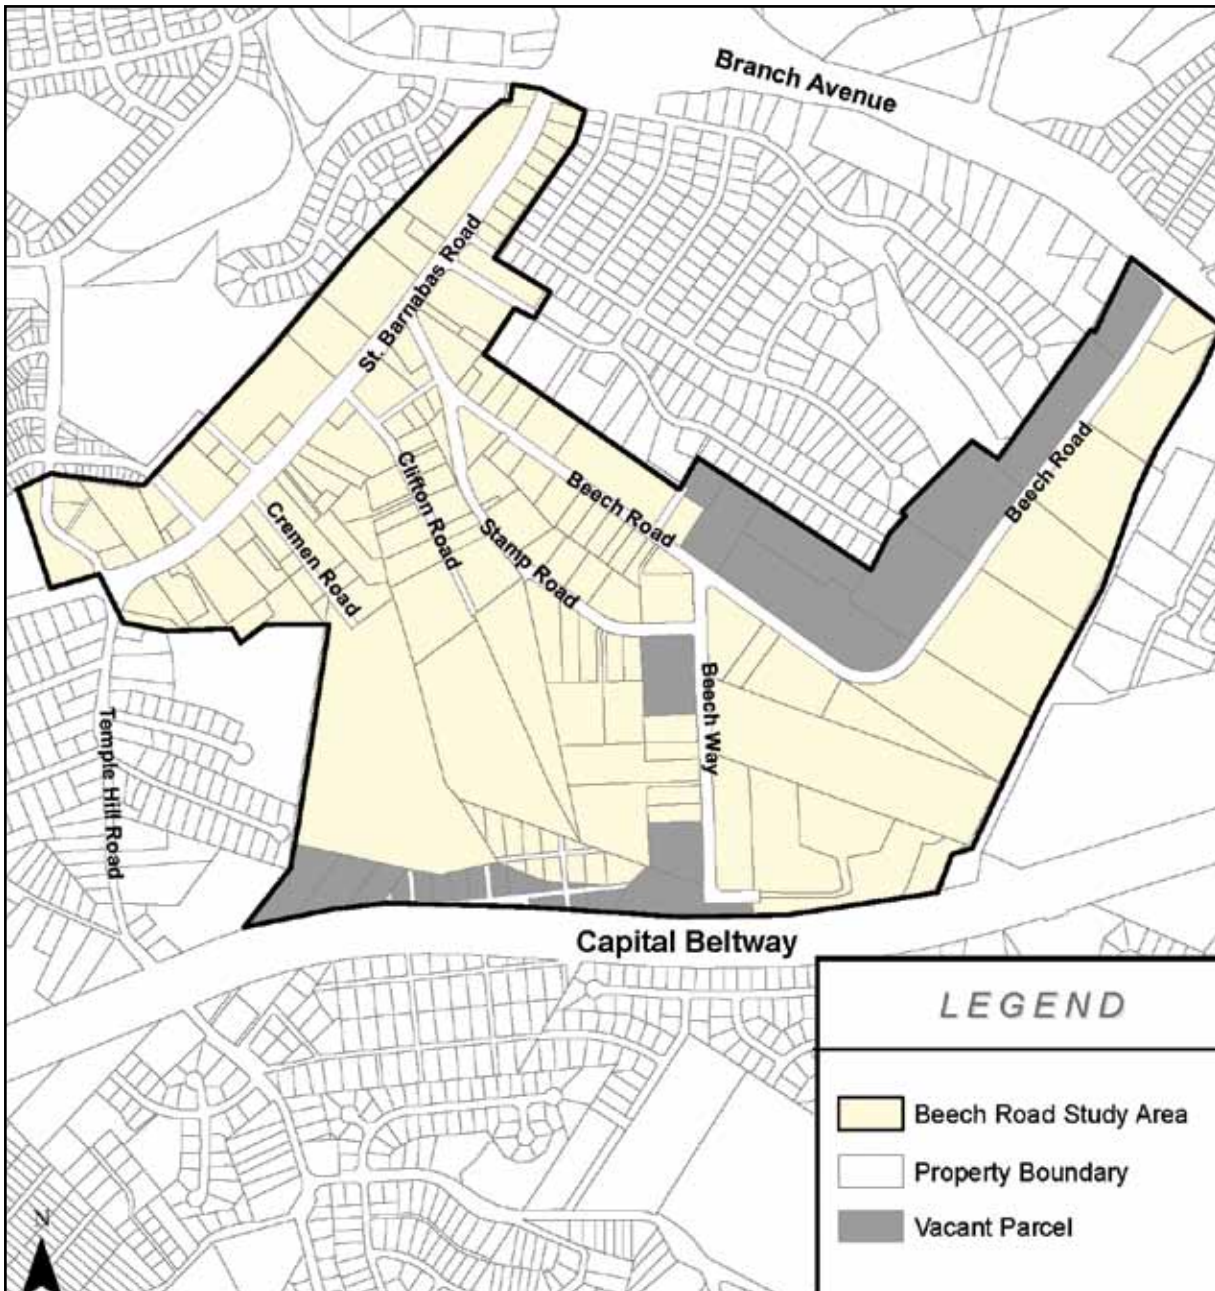 Branch Avenue
St. Barnabas Road
Beech Road
Clifton Road
Beech Road
Cremen Road
Stamp Road
Beech Way
Temple Hill Road
Capital Beltway
LEGEND
Beech Road Study Area
Property Boundary
Vacant Parcel
N